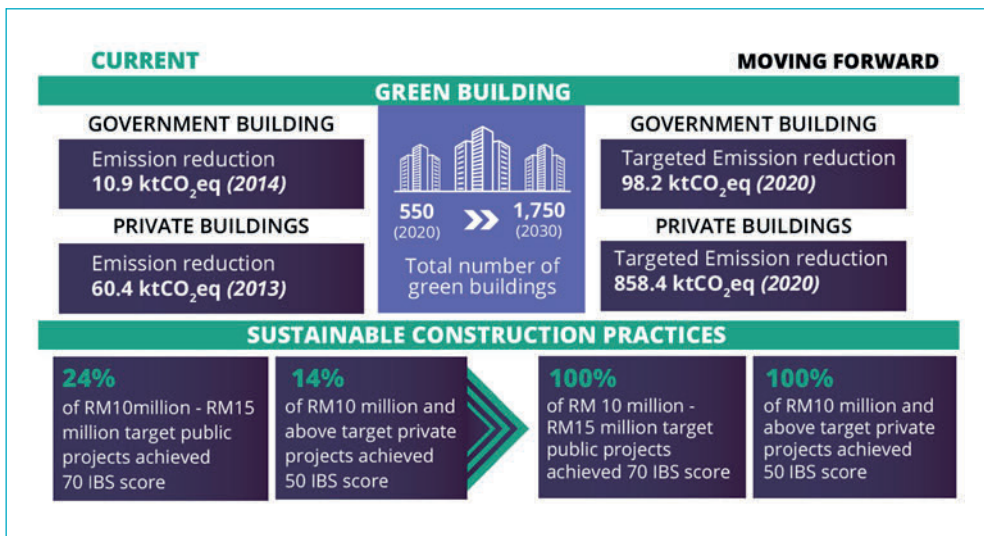 CURRENT
MOVING FORWARD
GREEN BUILDING
GOVERNMENT BUILDING
Emission reduction
10.9 ktCO₂eq (2014)
PRIVATE BUILDINGS
Emission reduction
60.4 ktCO₂eq (2013)
550
(2020)
1,750
(2030)
Total number of
green buildings
GOVERNMENT BUILDING
Targeted Emission reduction
98.2 ktCO₂eq (2020)
PRIVATE BUILDINGS
Targeted Emission reduction
858.4 ktCO₂eq (2020)
SUSTAINABLE CONSTRUCTION PRACTICES
24%
of RM10million - RM15
million target public
projects achieved
70 IBS score
14%
of RM10 million and
above target private
projects achieved
50 IBS score
100%
of RM 10 million -
RM15 million target
public projects
achieved 70 IBS score
100%
of RM10 million and
above target private
projects achieved
50 IBS score